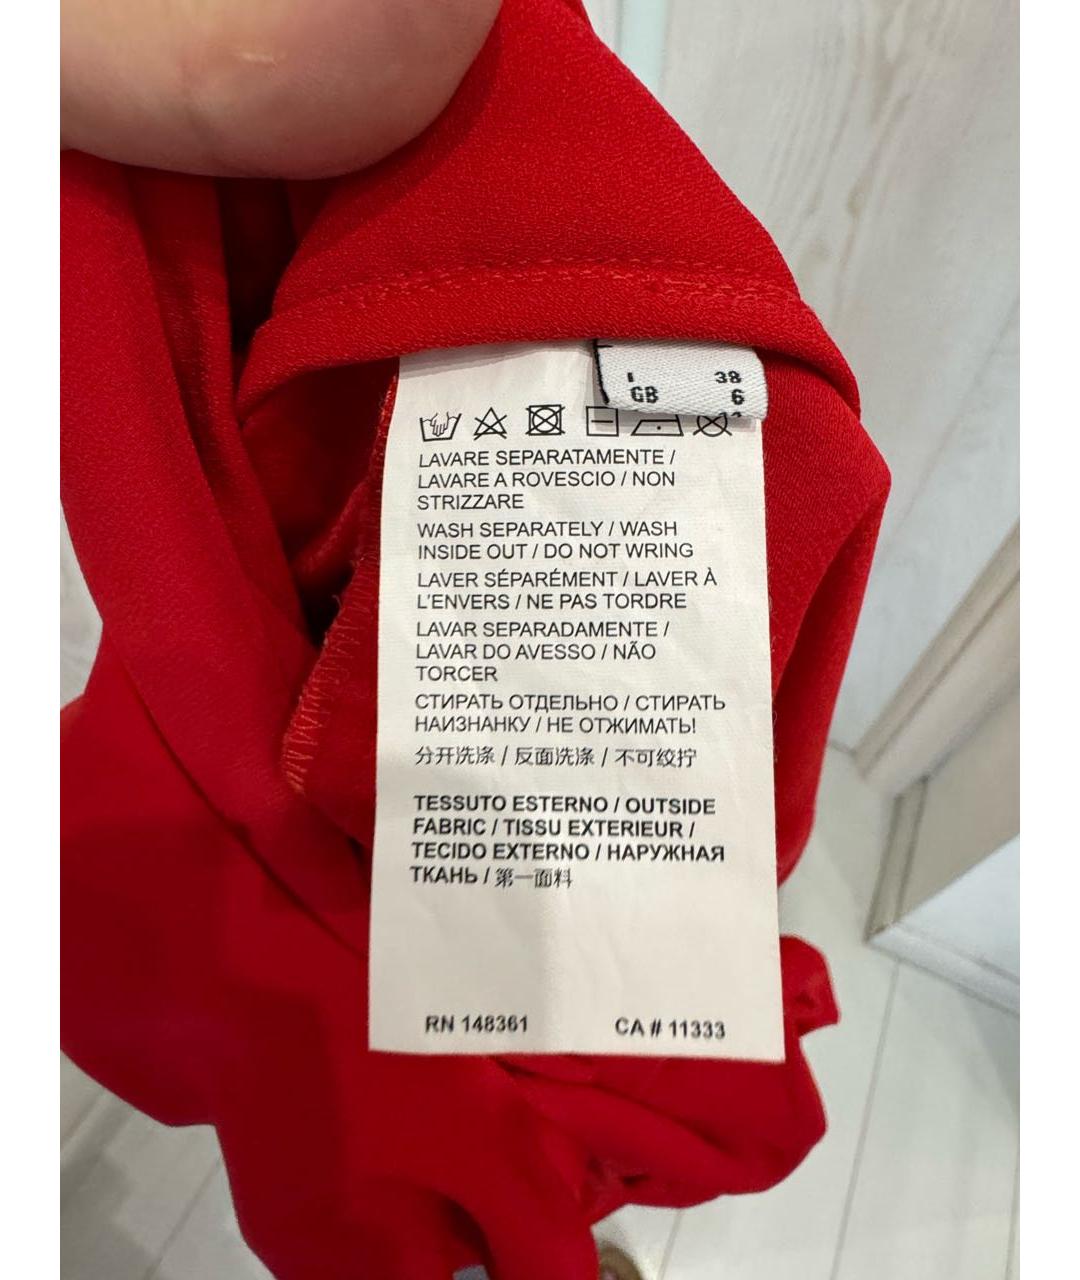 I 38
GB 6
LAVARE SEPARATAMENTE /
LAVARE A ROVESCIO / NON
STRIZZARE
WASH SEPARATELY / WASH
INSIDE OUT / DO NOT WRING
LAVER SÉPARÉMENT / LAVER À
L'ENVERS / NE PAS TORDRE
LAVAR SEPARADAMENTE /
LAVAR DO AVESSO / NÃO
TORCER
СТИРАТЬ ОТДЕЛЬНО / СТИРАТЬ
НАИЗНАНКУ / НЕ ОТЖИМАТЬ!
分开洗涤 / 反面洗涤 / 不可绞拧
TESSUTO ESTERNO / OUTSIDE
FABRIC / TISSU EXTERIEUR /
TECIDO EXTERNO / НАРУЖНАЯ
ТКАНЬ / 第一面料
RN 148361 CA # 11333